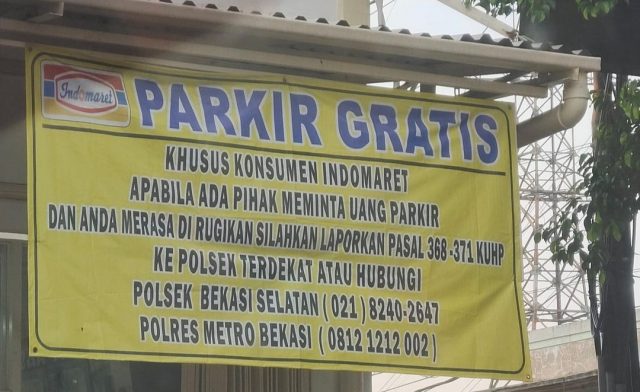 Indomaret
PARKIR GRATIS
KHUSUS KONSUMEN INDOMARET
APABILA ADA PIHAK MEMINTA UANG PARKIR
DAN ANDA MERASA DI RUGIKAN SILAHKAN LAPORKAN PASAL 368 -371 KUHP
KE POLSEK TERDEKAT ATAU HUBUNGI
POLSEK BEKASI SELATAN ( 021 ) 8240-2647
POLRES METRO BEKASI ( 0812 1212 002 )